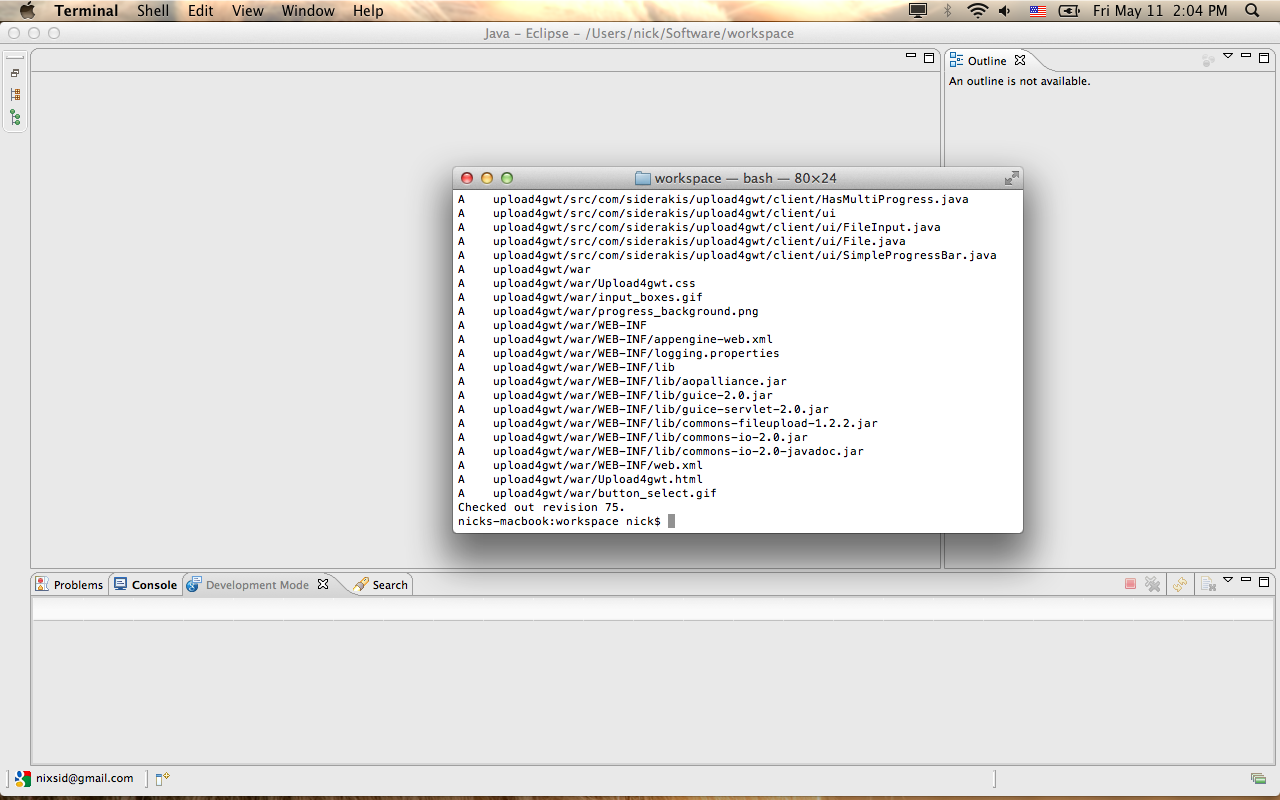 Terminal Shell Edit View Window Help Fri May 11 2:04 PM
Java – Eclipse – /Users/nick/Software/workspace
Outline
An outline is not available.
workspace — bash — 80×24
A upload4gwt/src/com/siderakis/upload4gwt/client/HasMultiProgress.java
A upload4gwt/src/com/siderakis/upload4gwt/client/ui
A upload4gwt/src/com/siderakis/upload4gwt/client/ui/FileInput.java
A upload4gwt/src/com/siderakis/upload4gwt/client/ui/File.java
A upload4gwt/src/com/siderakis/upload4gwt/client/ui/SimpleProgressBar.java
A upload4gwt/war
A upload4gwt/war/Upload4gwt.css
A upload4gwt/war/input_boxes.gif
A upload4gwt/war/progress_background.png
A upload4gwt/war/WEB-INF
A upload4gwt/war/WEB-INF/appengine-web.xml
A upload4gwt/war/WEB-INF/logging.properties
A upload4gwt/war/WEB-INF/lib
A upload4gwt/war/WEB-INF/lib/aopalliance.jar
A upload4gwt/war/WEB-INF/lib/guice-2.0.jar
A upload4gwt/war/WEB-INF/lib/guice-servlet-2.0.jar
A upload4gwt/war/WEB-INF/lib/commons-fileupload-1.2.2.jar
A upload4gwt/war/WEB-INF/lib/commons-io-2.0.jar
A upload4gwt/war/WEB-INF/lib/commons-io-2.0-javadoc.jar
A upload4gwt/war/WEB-INF/web.xml
A upload4gwt/war/Upload4gwt.html
A upload4gwt/war/button_select.gif
Checked out revision 75.
nicks-macbook:workspace nick$
Problems Console Development Mode Search
nixsid@gmail.com